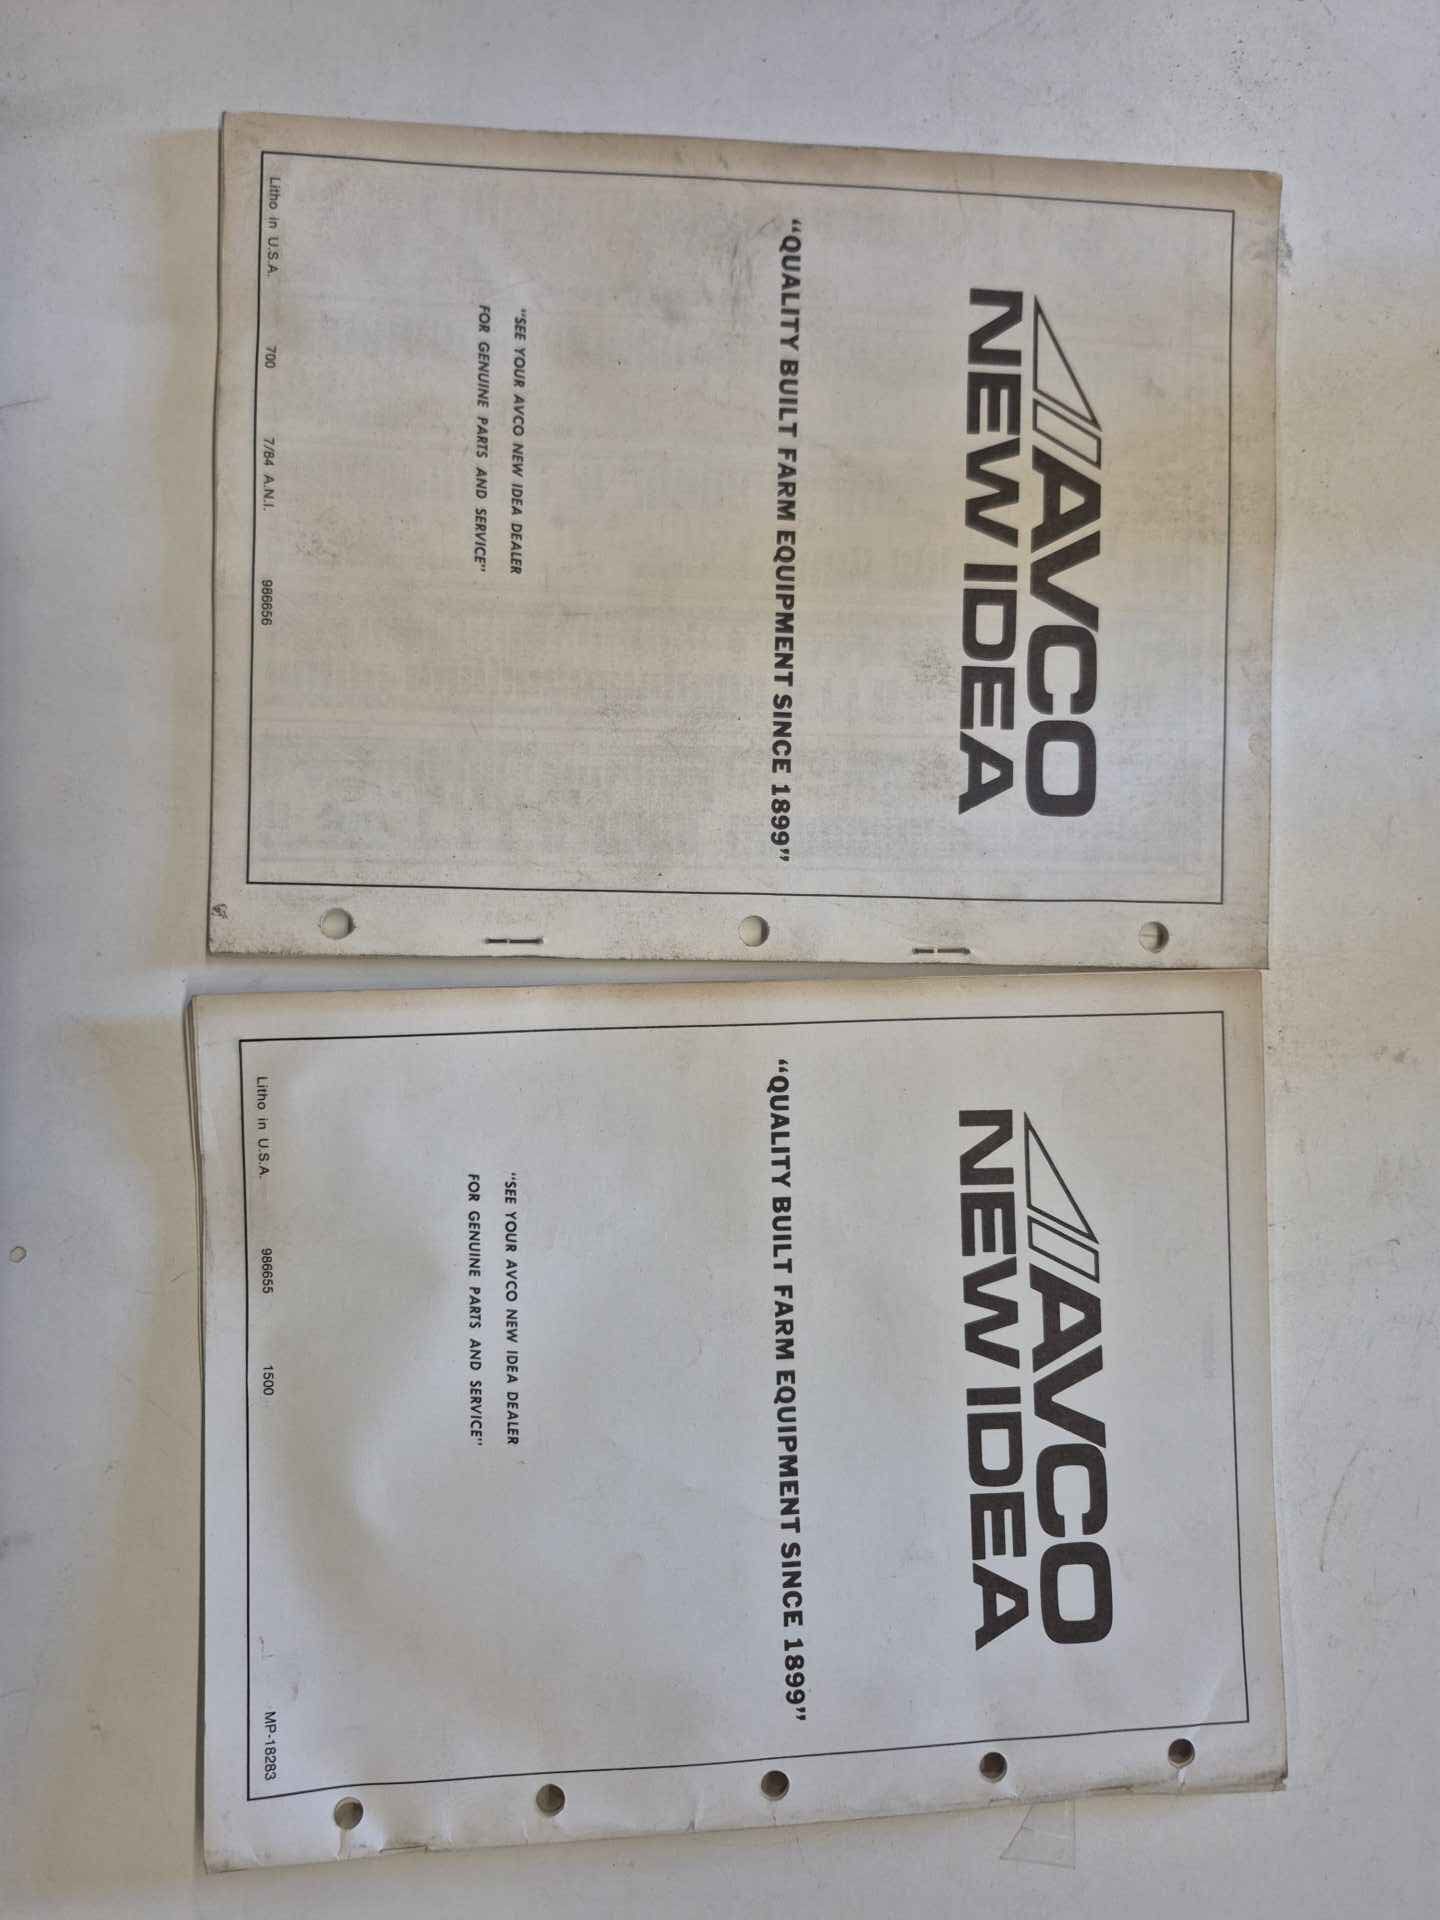 AVCO
NEW IDEA
“QUALITY BUILT FARM EQUIPMENT SINCE 1899”
“SEE YOUR AVCO NEW IDEA DEALER
FOR GENUINE PARTS AND SERVICE”
Litho in U.S.A. 700 7/84 A.N.I. 986656
AVCO
NEW IDEA
“QUALITY BUILT FARM EQUIPMENT SINCE 1899”
“SEE YOUR AVCO NEW IDEA DEALER
FOR GENUINE PARTS AND SERVICE”
Litho in U.S.A. 986655 1500 MP-18283